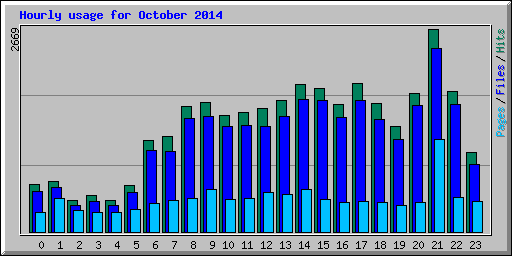 Hourly usage for October 2014
2669
Pages/Files/Hits
0 1 2 3 4 5 6 7 8 9 10 11 12 13 14 15 16 17 18 19 20 21 22 23